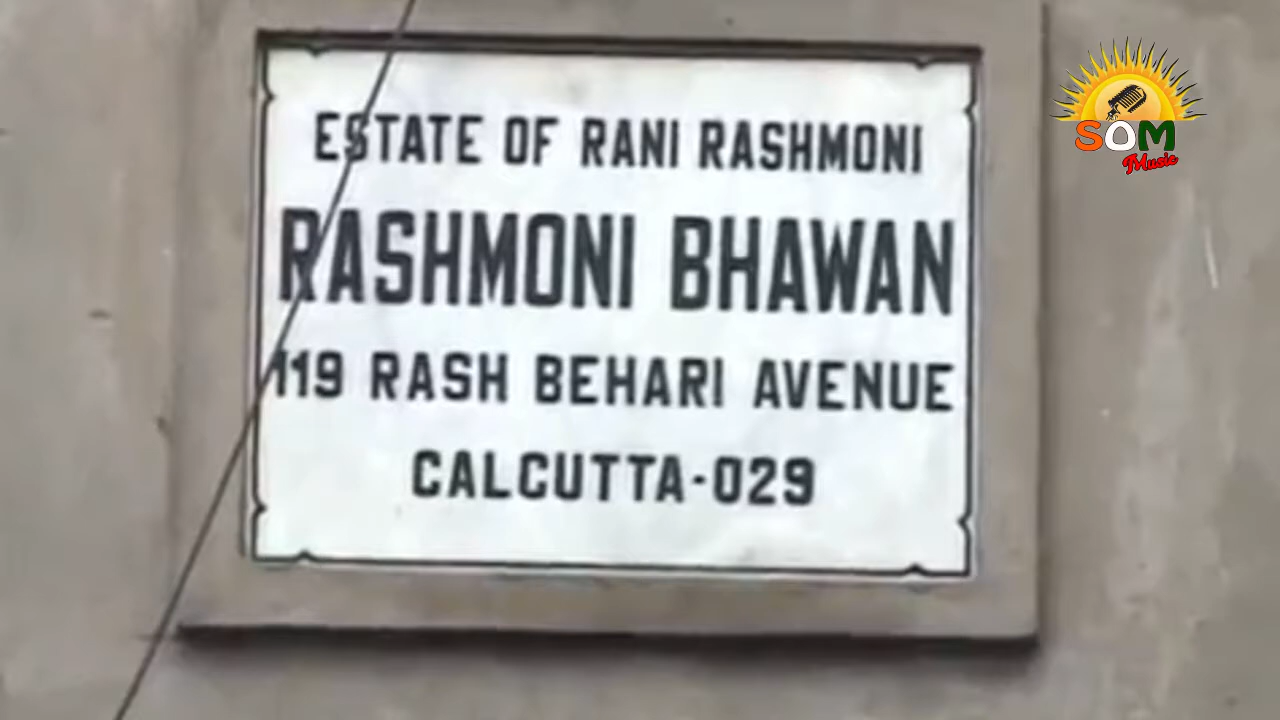 ESTATE OF RANI RASHMONI
RASHMONI BHAWAN
119 RASH BEHARI AVENUE
CALCUTTA-029
SOM
Music